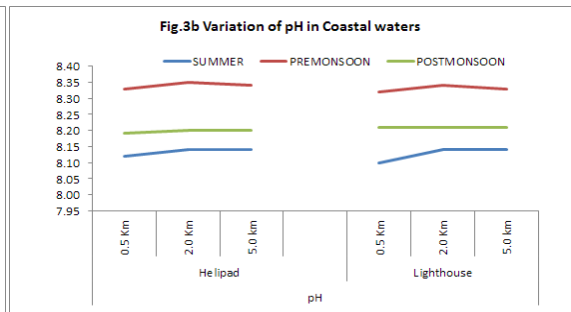 Fig.3b Variation of pH in Coastal waters
SUMMER PREMONSOON POSTMONSOON
8.40
8.35
8.30
8.25
8.20
8.15
8.10
8.05
8.00
7.95
0.5 Km 2.0 Km 5.0 Km 0.5 Km 2.0 Km 5.0 Km
Helipad Lighthouse
pH